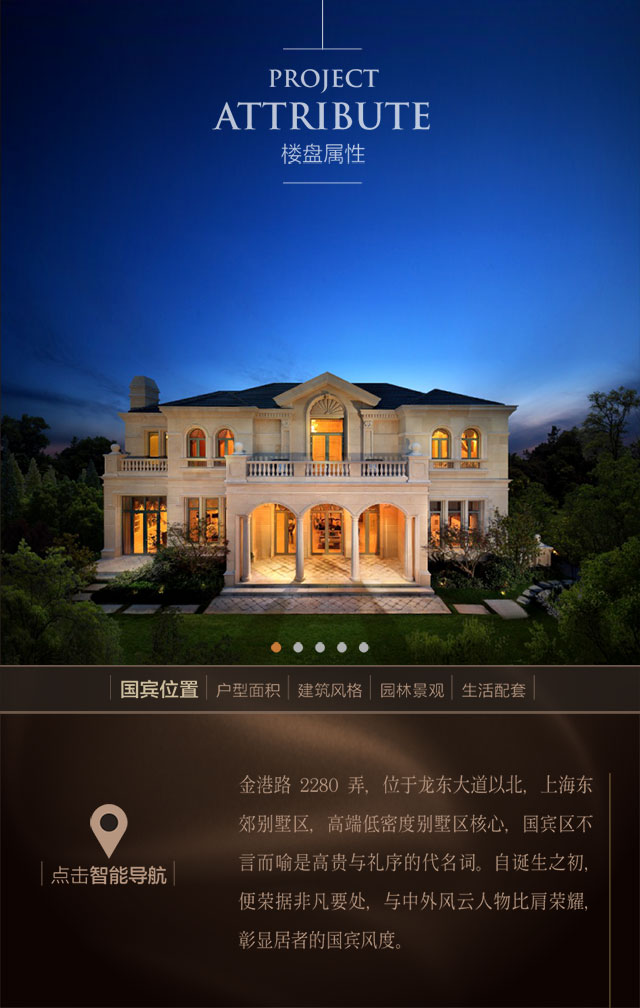 PROJECT
ATTRIBUTE
楼盘属性
国宾位置 户型面积 建筑风格 园林景观 生活配套
金港路 2280 弄，位于龙东大道以北，上海东
郊别墅区，高端低密度别墅区核心，国宾区不
言而喻是高贵与礼序的代名词。自诞生之初，
便荣据非凡要处，与中外风云人物比肩荣耀，
彰显居者的国宾风度。
点击智能导航